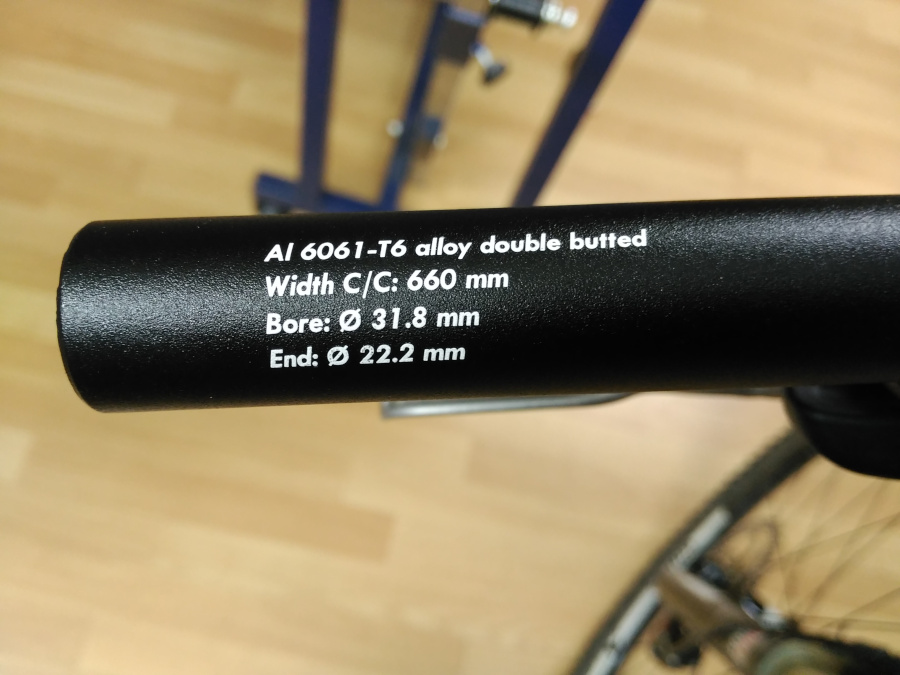 Al 6061-T6 alloy double butted
Width C/C: 660 mm
Bore: Ø 31.8 mm
End: Ø 22.2 mm